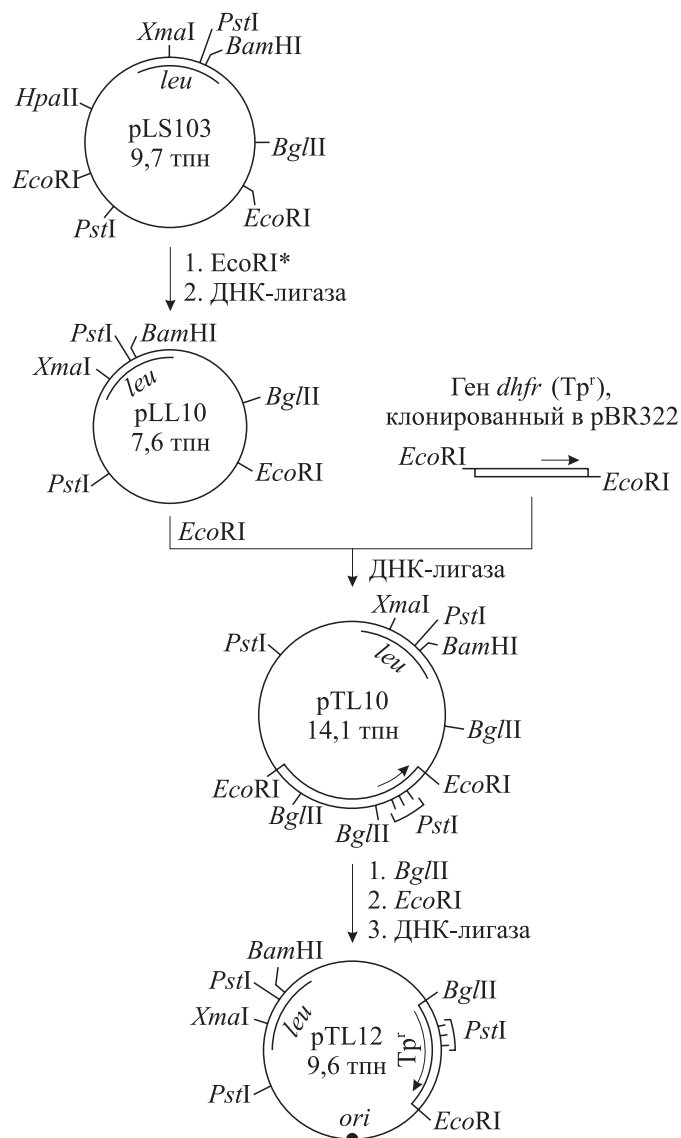 XmaI
PstI
BamHI
leu
HpaII
pLS103
9,7 тпн
BglII
EcoRI
EcoRI
PstI
1. EcoRI*
2. ДНК-лигаза
PstI
BamHI
XmaI
leu
pLL10
7,6 тпн
BglII
PstI
EcoRI
Ген dhfr (Tpʳ),
клонированный в pBR322
EcoRI
EcoRI
EcoRI
ДНК-лигаза
XmaI
PstI
PstI
BamHI
leu
pTL10
14,1 тпн
BglII
EcoRI
EcoRI
BglII
BglII
PstI
1. BglII
2. EcoRI
3. ДНК-лигаза
BamHI
PstI
BglII
XmaI
leu
pTL12
9,6 тпн
Tpʳ
PstI
PstI
ori
EcoRI